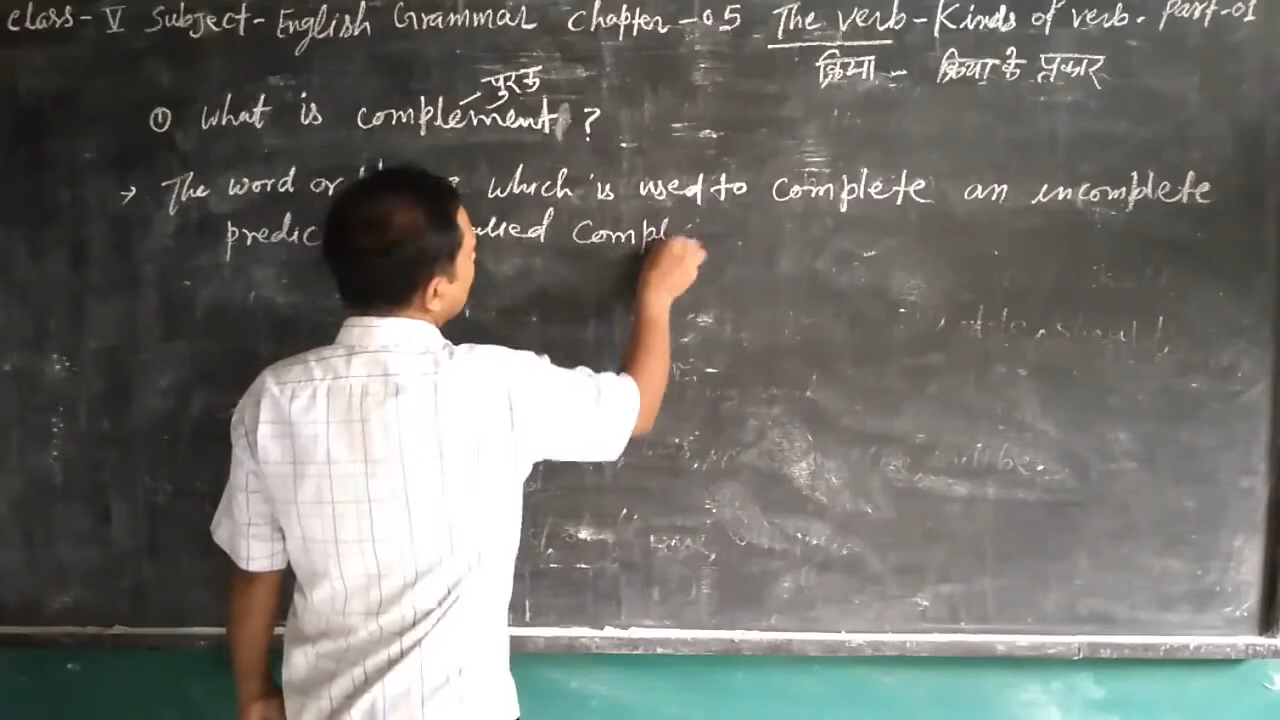 class-V Subject-English Grammar Chapter-05 The verb-Kinds of verb. Part-01
क्रिया - क्रिया के प्रकार
पुरक
① What is complement ?
→ The word or which is used to complete an incomplete
predic Compl